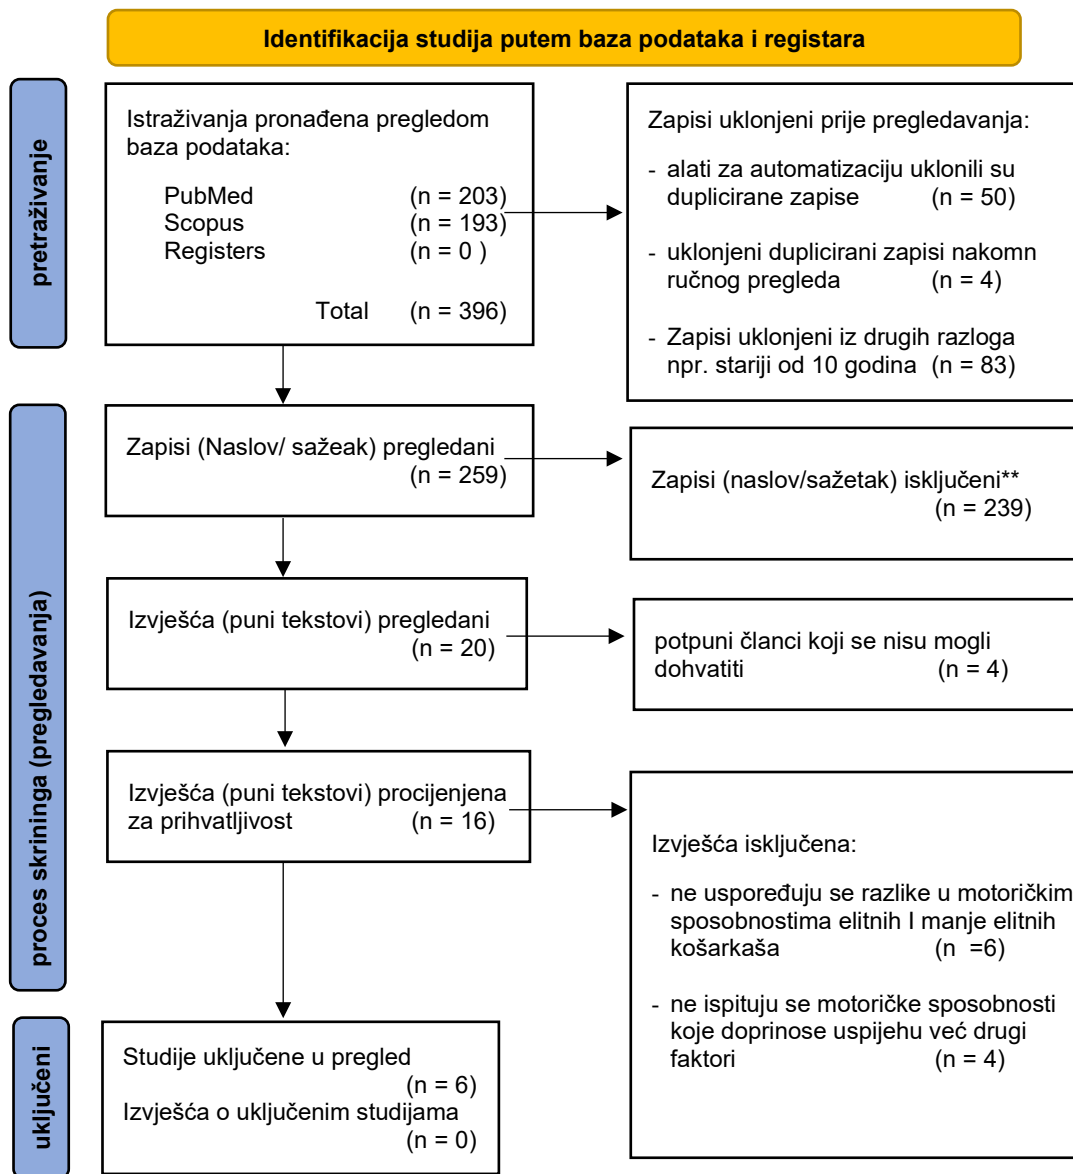 Identifikacija studija putem baza podataka i registara
pretraživanje
Istraživanja pronađena pregledom
baza podataka:
PubMed (n = 203)
Scopus (n = 193)
Registers (n = 0 )
Total (n = 396)
Zapisi uklonjeni prije pregledavanja:
- alati za automatizaciju uklonili su
duplicirane zapise (n = 50)
- uklonjeni duplicirani zapisi nakomn
ručnog pregleda (n = 4)
- Zapisi uklonjeni iz drugih razloga
npr. stariji od 10 godina (n = 83)
proces skrininga (pregledavanja)
Zapisi (Naslov/ sažeak) pregledani
(n = 259)
Zapisi (naslov/sažetak) isključeni**
(n = 239)
Izvješća (puni tekstovi) pregledani
(n = 20)
potpuni članci koji se nisu mogli
dohvatiti (n = 4)
Izvješća (puni tekstovi) procijenjena
za prihvatljivost (n = 16)
Izvješća isključena:
- ne uspoređuju se razlike u motoričkim
sposobnostima elitnih I manje elitnih
košarkaša (n =6)
- ne ispituju se motoričke sposobnosti
koje doprinose uspijehu već drugi
faktori (n = 4)
uključeni
Studije uključene u pregled
(n = 6)
Izvješća o uključenim studijama
(n = 0)